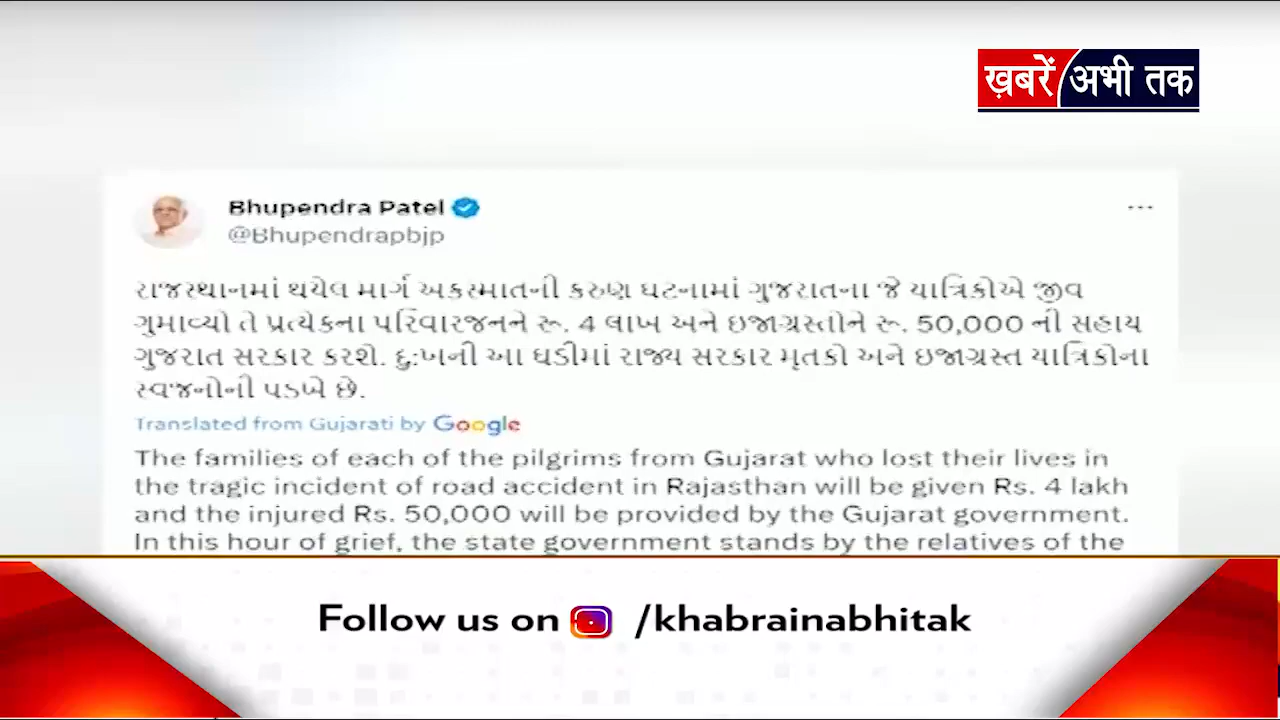 ख़बरें अभी तक
Bhupendra Patel
@Bhupendrapbjp
રાજસ્થાનમાં થયેલ માર્ગ અકસ્માતની કરુણ ઘટનામાં ગુજરાતના જે યાત્રિકોએ જીવ
ગુમાવ્યો તે પ્રત્યેકના પરિવારજનને રૂ. 4 લાખ અને ઇજાગ્રસ્તોને રૂ. 50,000 ની સહાય
ગુજરાત સરકાર કરશે. દુ:ખની આ ઘડીમાં રાજ્ય સરકાર મૃતકો અને ઇજાગ્રસ્ત યાત્રિકોના
સ્વજનોની પડખે છે.
Translated from Gujarati by Google
The families of each of the pilgrims from Gujarat who lost their lives in
the tragic incident of road accident in Rajasthan will be given Rs. 4 lakh
and the injured Rs. 50,000 will be provided by the Gujarat government.
In this hour of grief, the state government stands by the relatives of the
Follow us on /khabrainabhitak